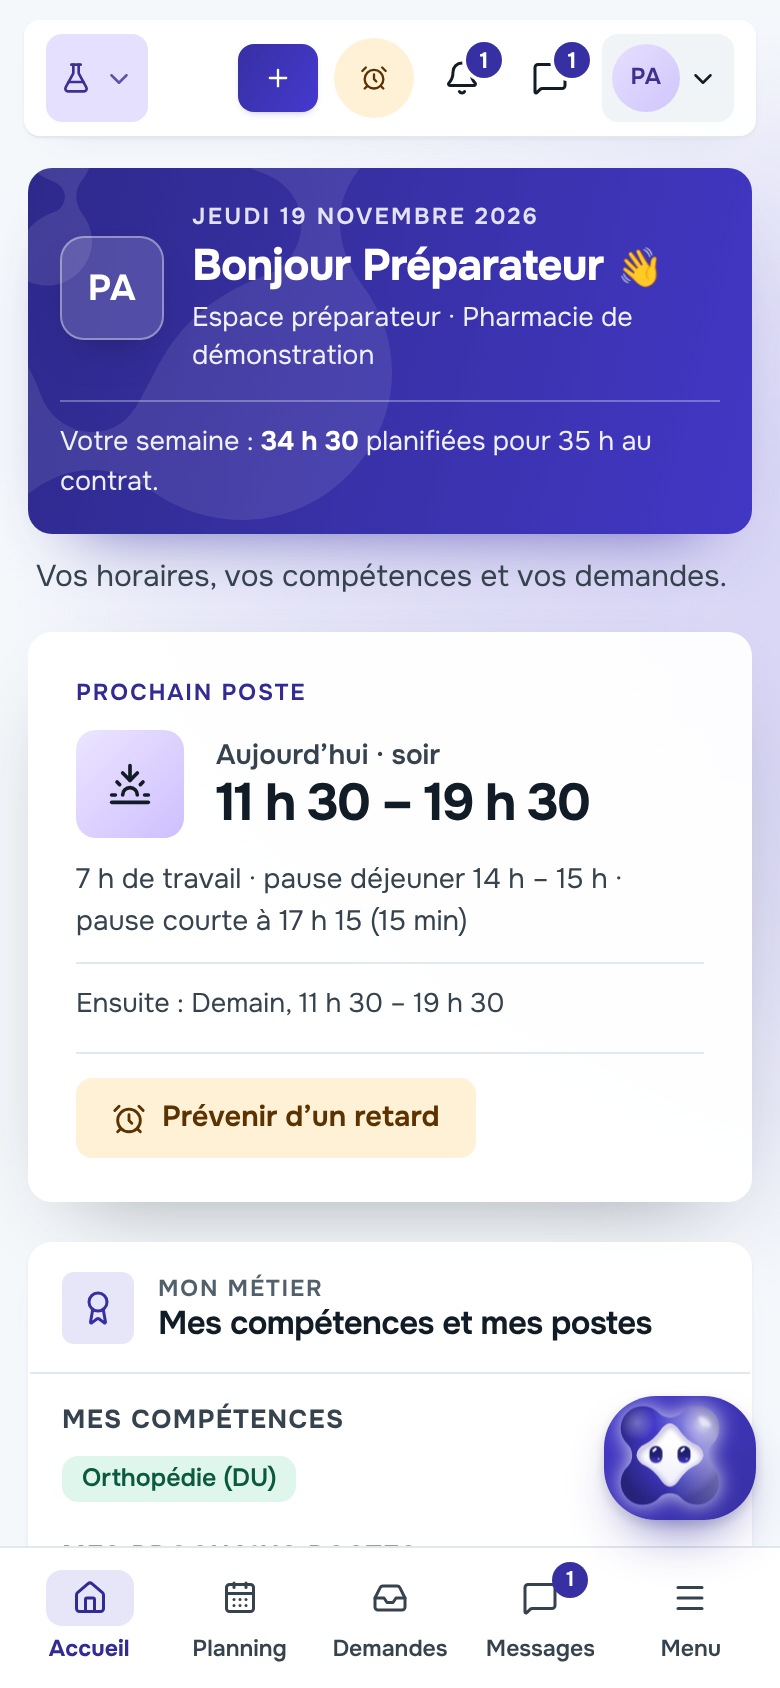 1
1
PA
JEUDI 19 NOVEMBRE 2026
PA
Bonjour Préparateur 👋
Espace préparateur · Pharmacie de
démonstration
Votre semaine : 34 h 30 planifiées pour 35 h au
contrat.
Vos horaires, vos compétences et vos demandes.
PROCHAIN POSTE
Aujourd’hui · soir
11 h 30 – 19 h 30
7 h de travail · pause déjeuner 14 h – 15 h ·
pause courte à 17 h 15 (15 min)
Ensuite : Demain, 11 h 30 – 19 h 30
Prévenir d’un retard
MON MÉTIER
Mes compétences et mes postes
MES COMPÉTENCES
Orthopédie (DU)
1
Accueil
Planning
Demandes
Messages
Menu